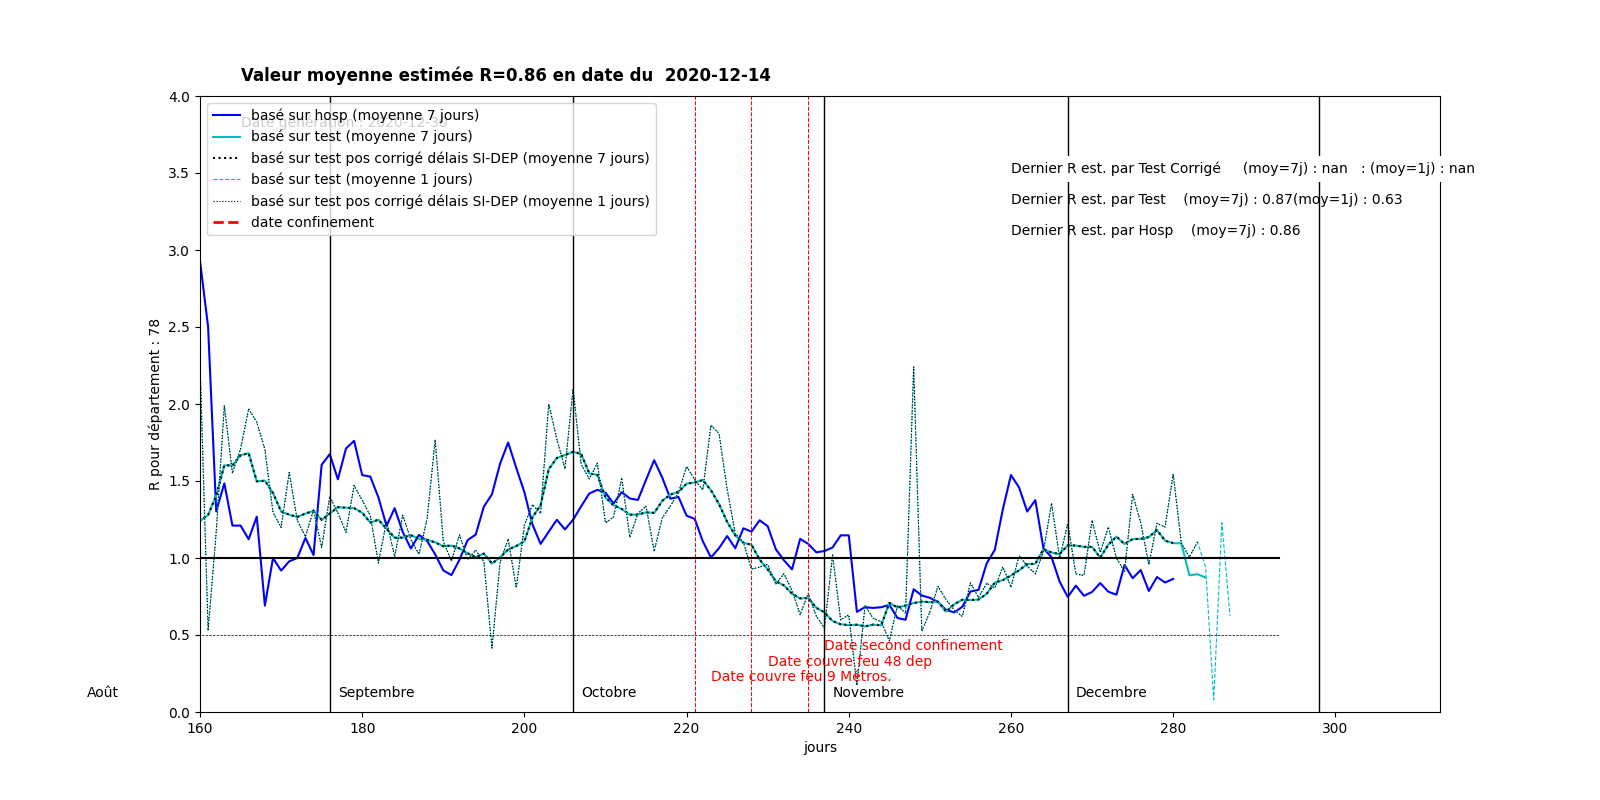 Valeur moyenne estimée R=0.86 en date du  2020-12-14
Date génération : 2020-12-30
basé sur hosp (moyenne 7 jours)
basé sur test (moyenne 7 jours)
basé sur test pos corrigé délais SI-DEP (moyenne 7 jours)
basé sur test (moyenne 1 jours)
basé sur test pos corrigé délais SI-DEP (moyenne 1 jours)
date confinement
Dernier R est. par Test Corrigé     (moy=7j) : nan   : (moy=1j) : nan
Dernier R est. par Test    (moy=7j) : 0.87(moy=1j) : 0.63
Dernier R est. par Hosp    (moy=7j) : 0.86
R pour département : 78
4.0
3.5
3.0
2.5
2.0
1.5
1.0
0.5
0.0
Date second confinement
Date couvre feu 48 dep
Date couvre feu 9 Métros.
Août
Septembre
Octobre
Novembre
Decembre
160 180 200 220 240 260 280 300
jours